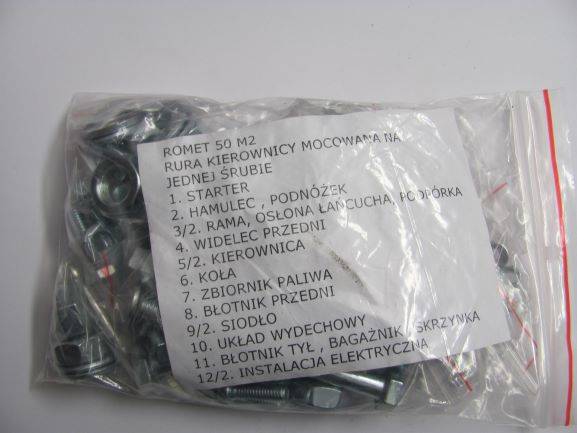 ROMET 50 M2
RURA KIEROWNICY MOCOWANA NA
JEDNEJ ŚRUBIE
1. STARTER
2. HAMULEC , PODNÓŻEK
3/2. RAMA, OSŁONA ŁAŃCUCHA, PODPÓRKA
4. WIDELEC PRZEDNI
5/2. KIEROWNICA
6. KOŁA
7. ZBIORNIK PALIWA
8. BŁOTNIK PRZEDNI
9/2. SIODŁO
10. UKŁAD WYDECHOWY
11. BŁOTNIK TYŁ , BAGAŻNIK , SKRZYNKA
12/2. INSTALACJA ELEKTRYCZNA